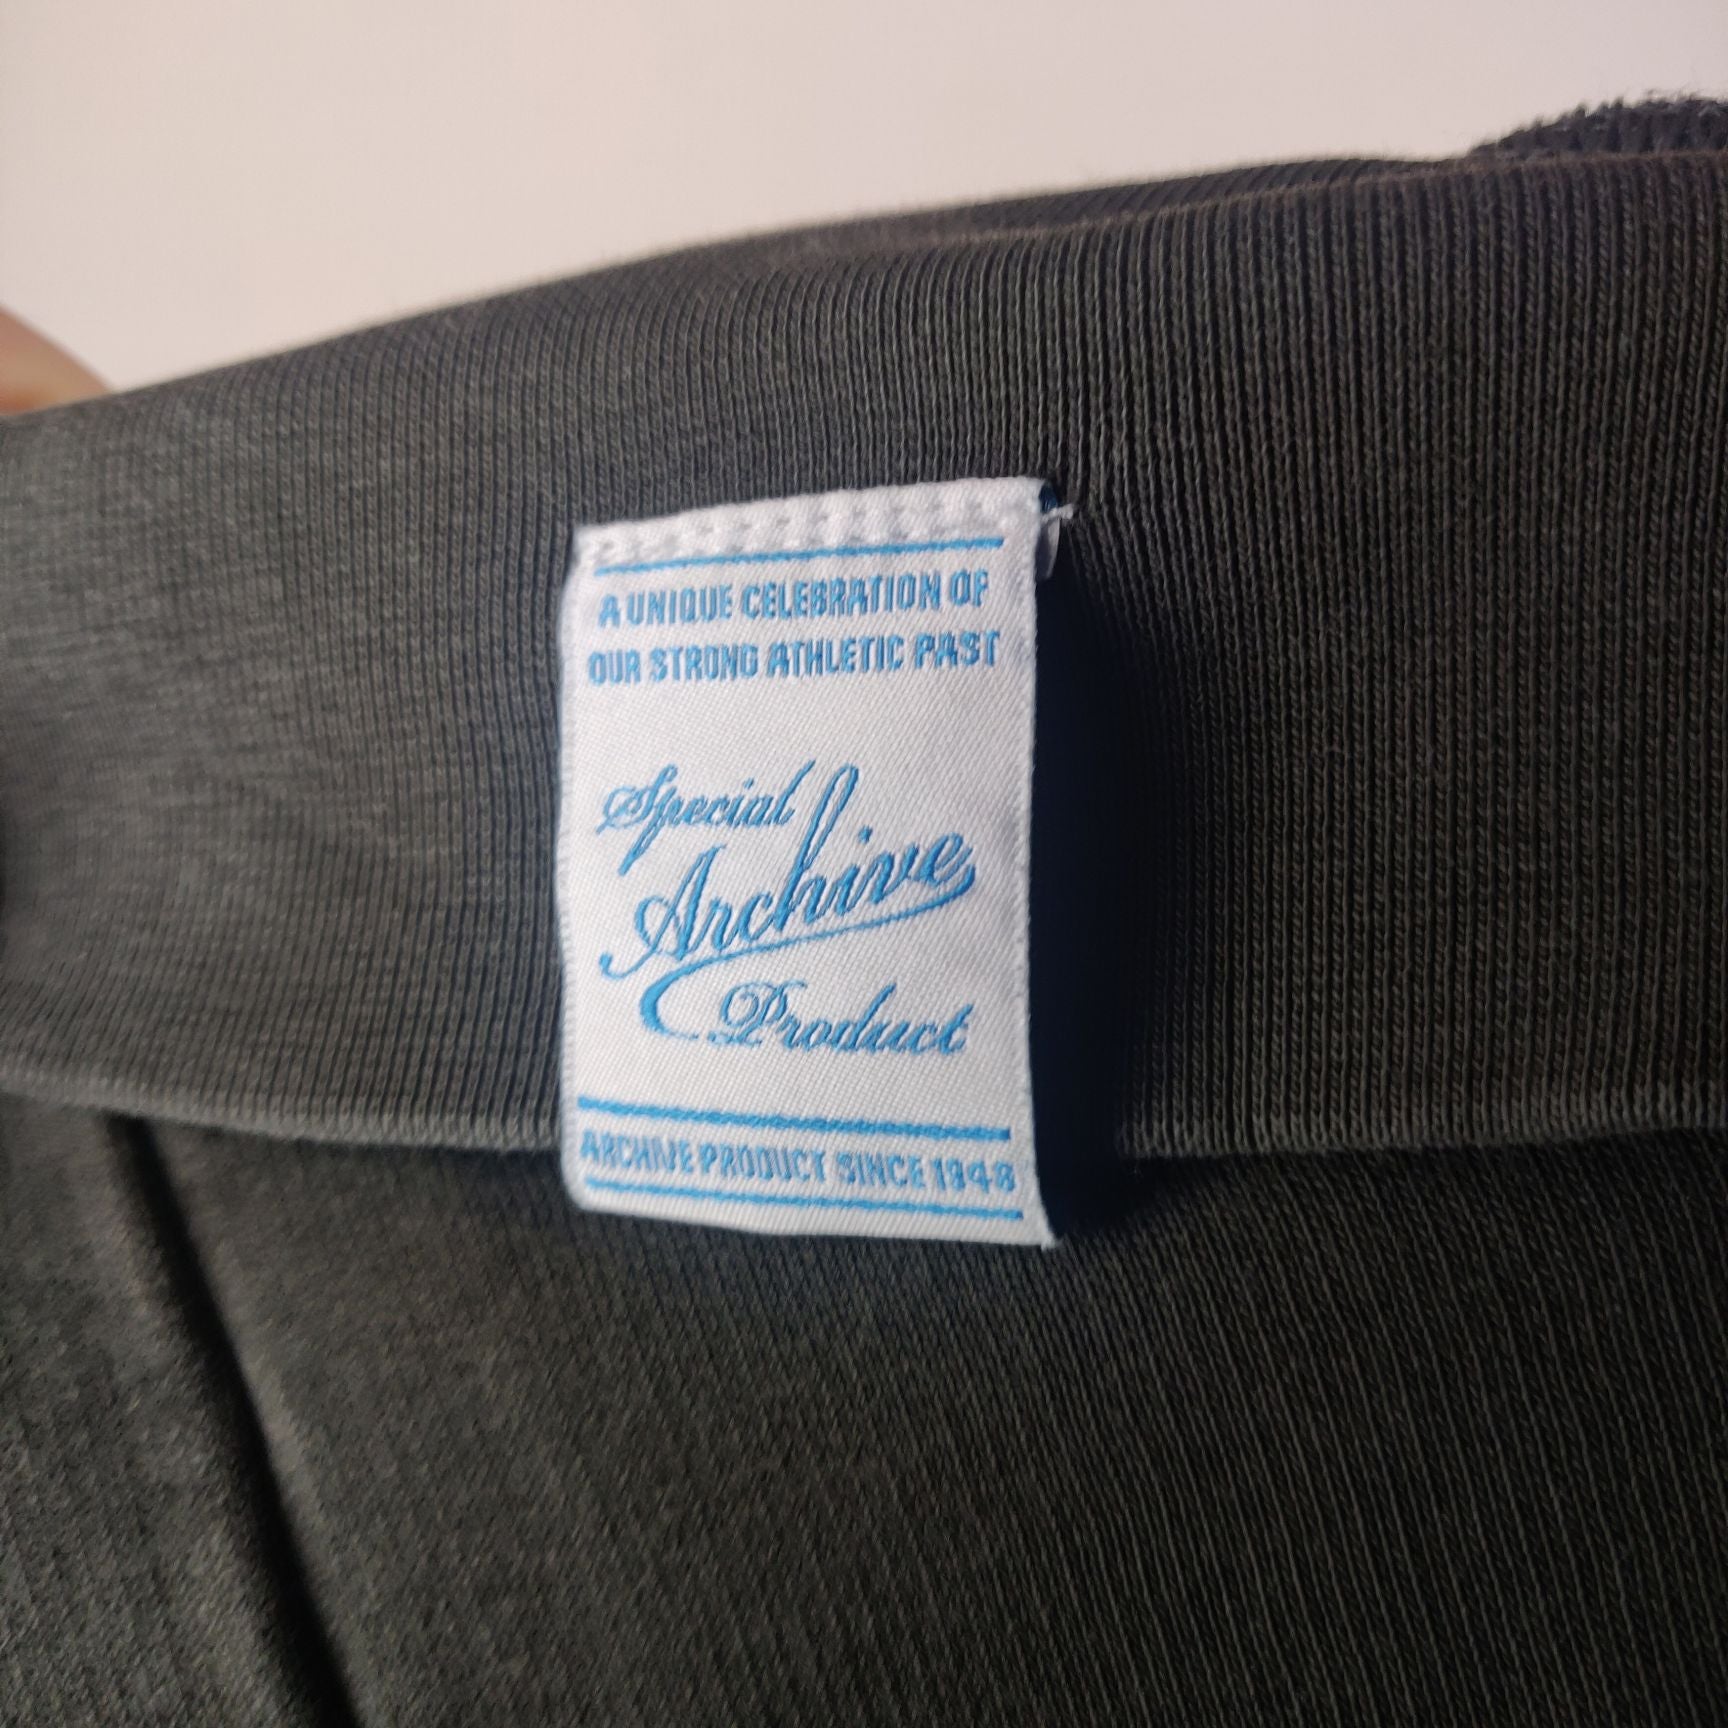 A UNIQUE CELEBRATION OF
OUR STRONG ATHLETIC PAST
Special
Archive
Product
ARCHIVE PRODUCT SINCE 1948